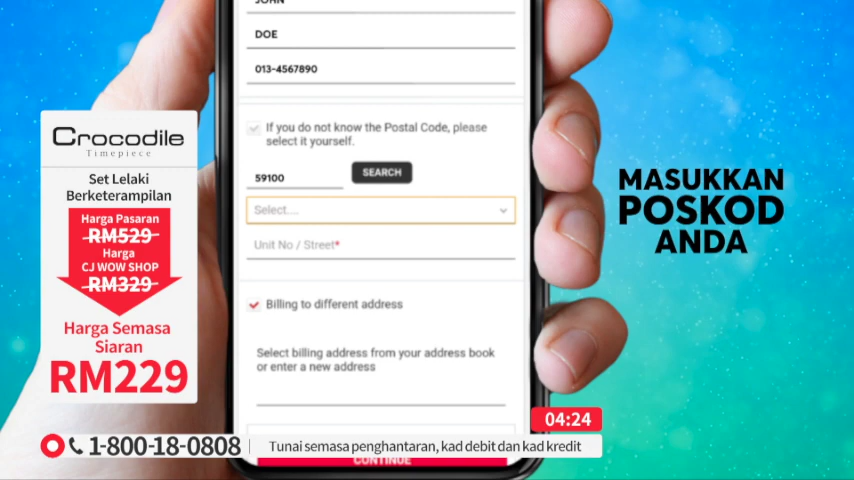 JOHN
DOE
013-4567890
If you do not know the Postal Code, please
select it yourself.
59100
SEARCH
Select....
Unit No / Street*
Billing to different address
Select billing address from your address book
or enter a new address
CONTINUE
Crocodile
Timepiece
Set Lelaki
Berketerampilan
Harga Pasaran
RM529
Harga
CJ WOW SHOP
RM329
Harga Semasa
Siaran
RM229
MASUKKAN
POSKOD
ANDA
04:24
1-800-18-0808
Tunai semasa penghantaran, kad debit dan kad kredit